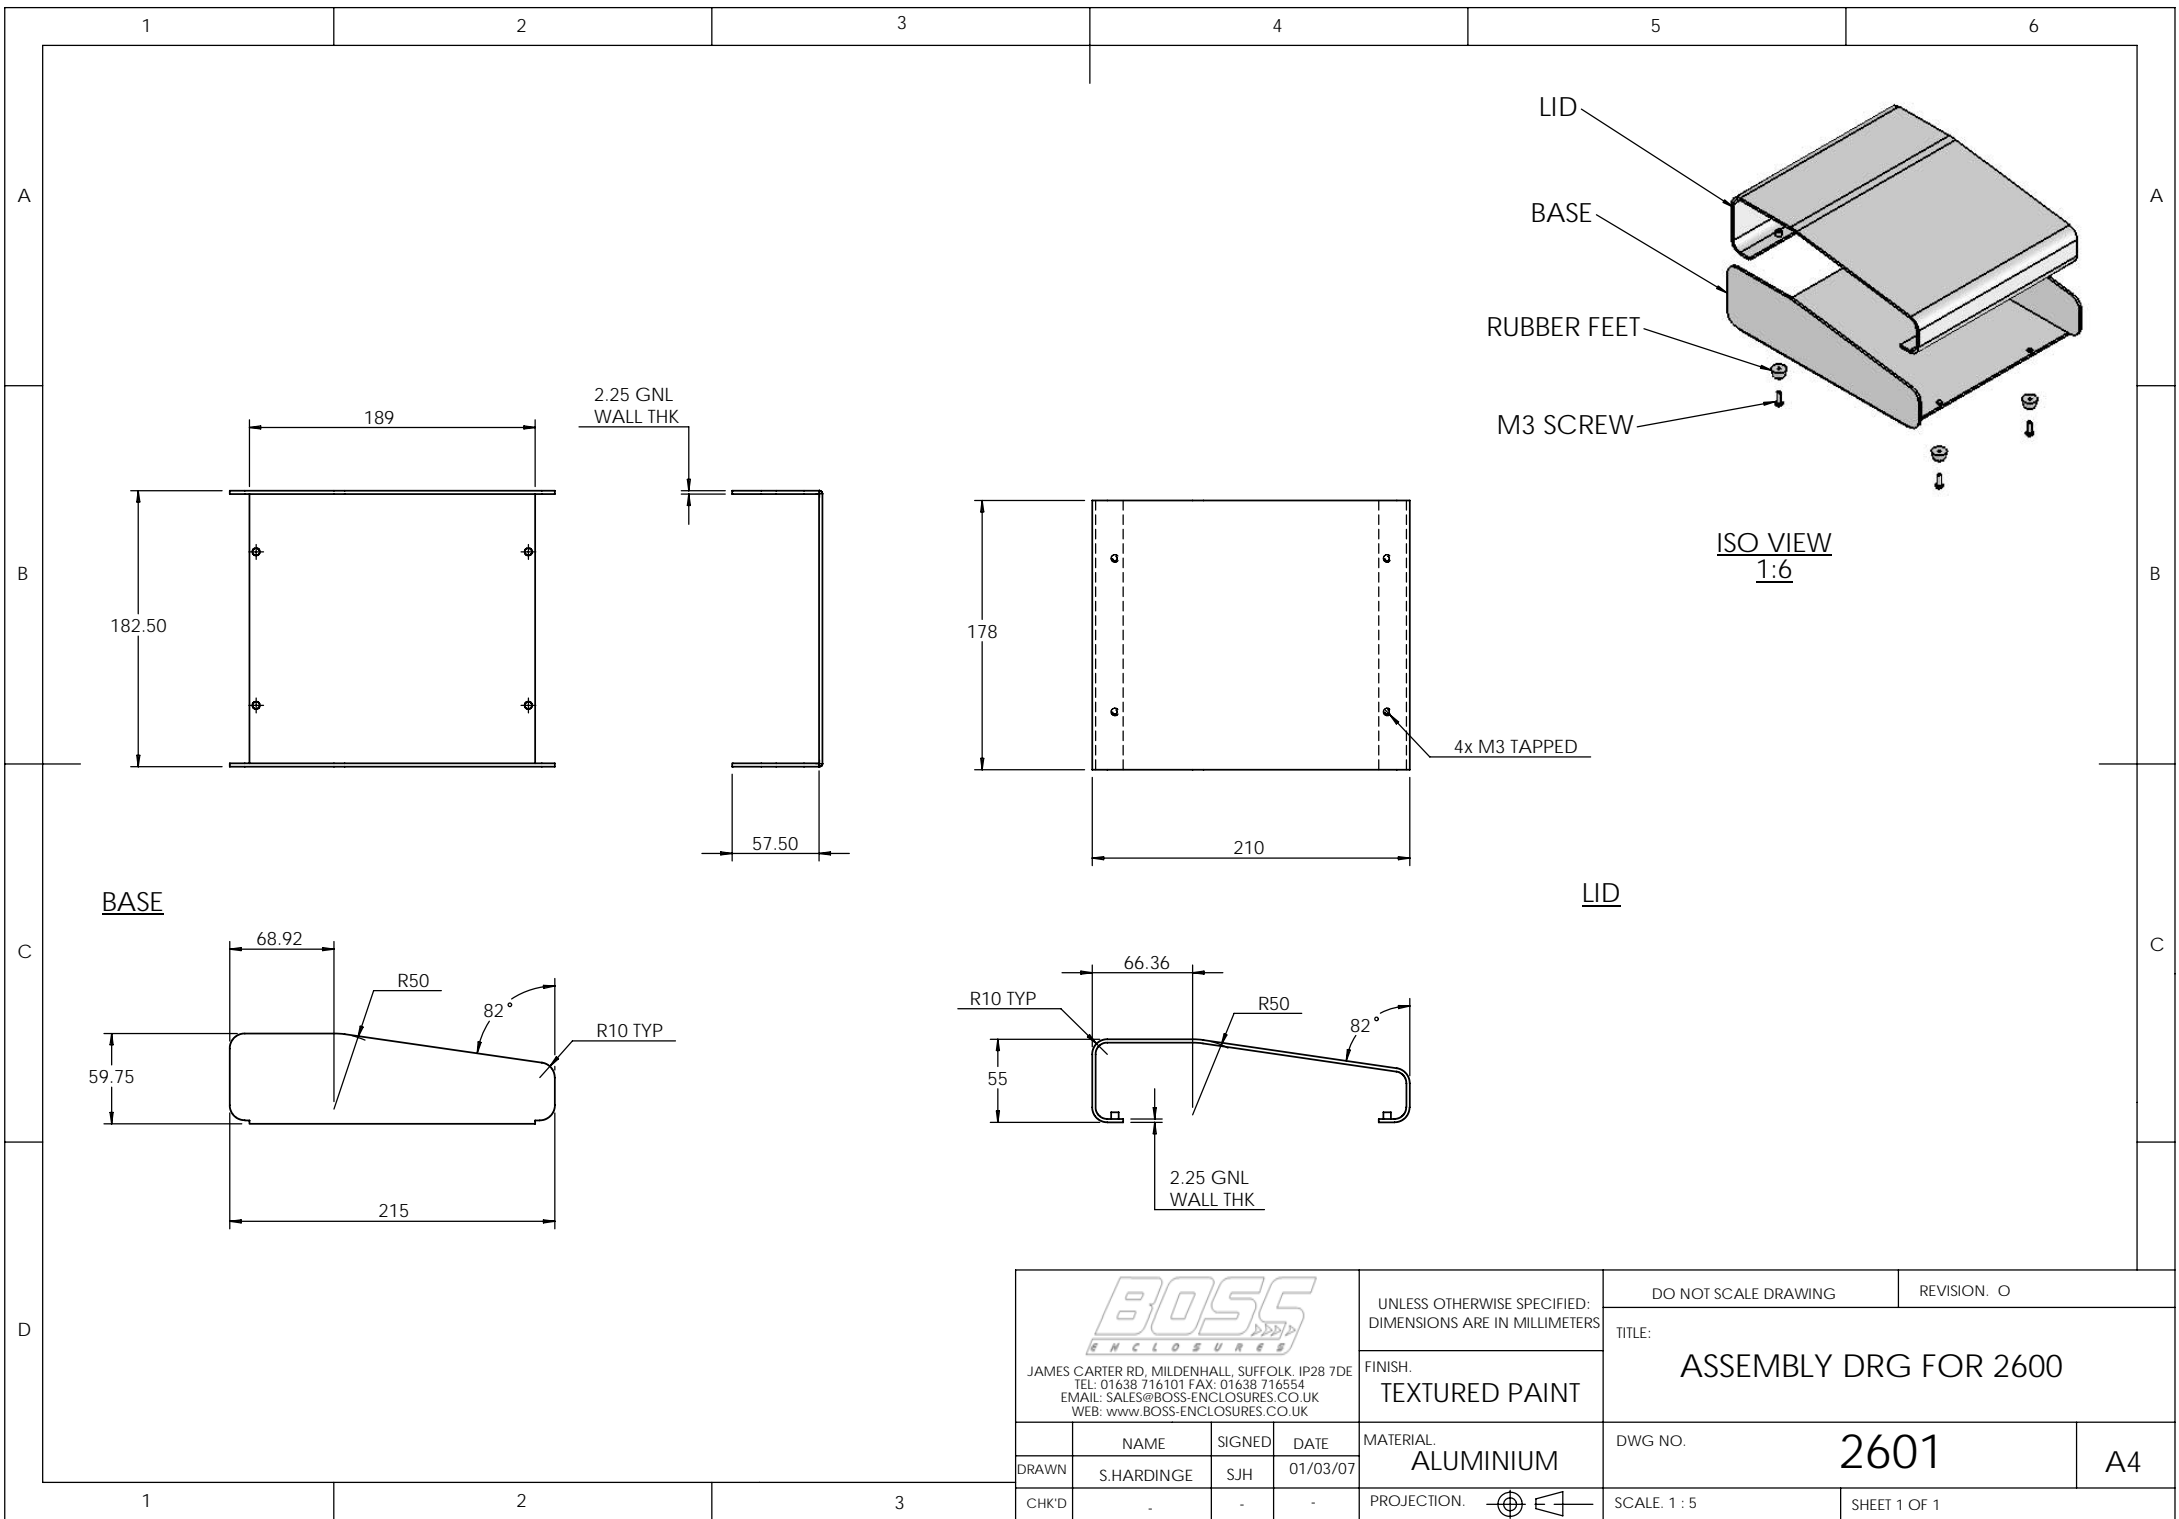 1 2 3 4 5 6
LID
A A
BASE
RUBBER FEET
2.25 GNL
WALL THK
189
M3 SCREW
ISO VIEW
1:6
B B
182.50
178
4x M3 TAPPED
57.50
210
BASE
LID
C C
68.92
66.36
R50
R10 TYP
R50
82°
82°
R10 TYP
59.75
55
2.25 GNL
WALL THK
215
D
BOSS
ENCLOSURES
JAMES CARTER RD, MILDENHALL, SUFFOLK. IP28 7DE
TEL: 01638 716101 FAX: 01638 716554
EMAIL: SALES@BOSS-ENCLOSURES.CO.UK
WEB: www.BOSS-ENCLOSURES.CO.UK
UNLESS OTHERWISE SPECIFIED:
DIMENSIONS ARE IN MILLIMETERS
FINISH.
TEXTURED PAINT
DO NOT SCALE DRAWING
REVISION. O
TITLE:
ASSEMBLY DRG FOR 2600
NAME SIGNED DATE
DRAWN S.HARDINGE SJH 01/03/07
CHK'D - - -
MATERIAL.
ALUMINIUM
PROJECTION.
DWG NO.
2601
A4
SCALE. 1 : 5
SHEET 1 OF 1
1 2 3